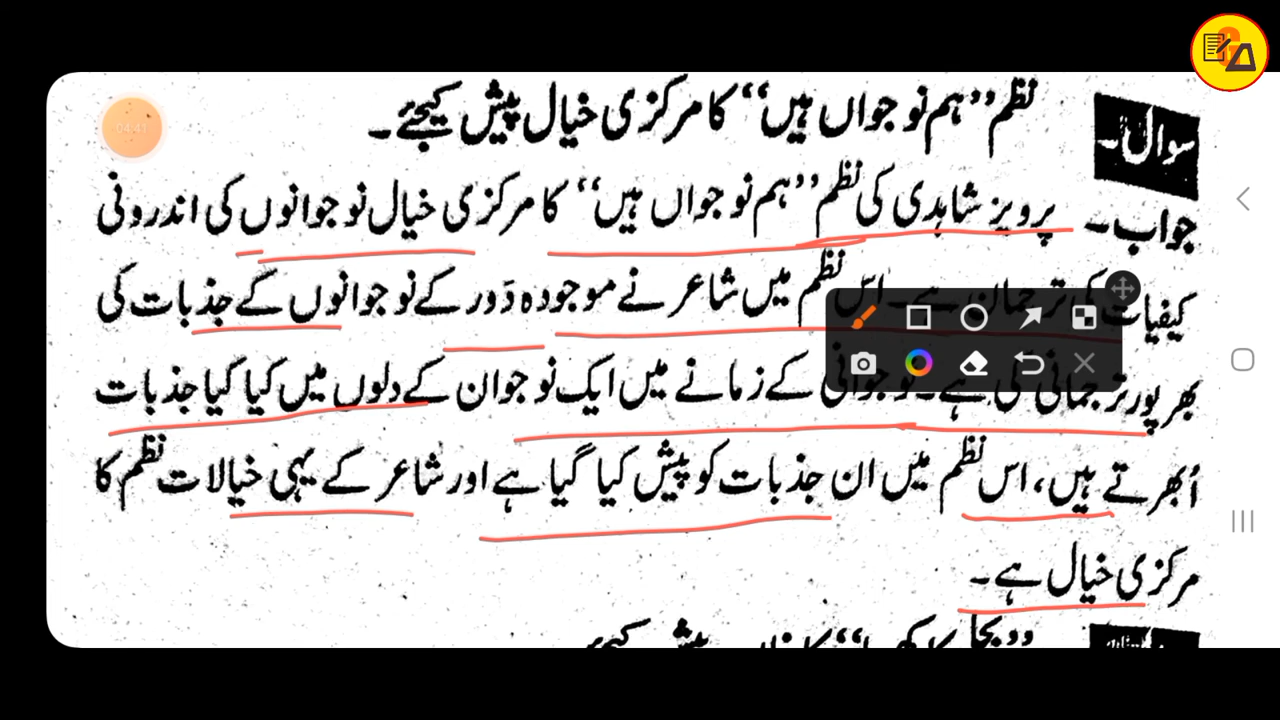 سوال۔ نظم ’’ہم نوجواں ہیں‘‘ کا مرکزی خیال پیش کیجئے۔
جواب۔ پرویز شاہدی کی نظم ’’ہم نوجواں ہیں‘‘ کا مرکزی خیال نوجوانوں کی اندرونی
کیفیات کی ترجمان ہے۔ اس نظم میں شاعر نے موجودہ دَور کے نوجوانوں کے جذبات کی
بھرپور ترجمانی کی ہے۔ نوجوانی کے زمانے میں ایک نوجوان کے دلوں میں کیا کیا جذبات
اُبھرتے ہیں، اس نظم میں ان جذبات کو پیش کیا گیا ہے اور شاعر کے یہی خیالات نظم کا
مرکزی خیال ہے۔
04:41